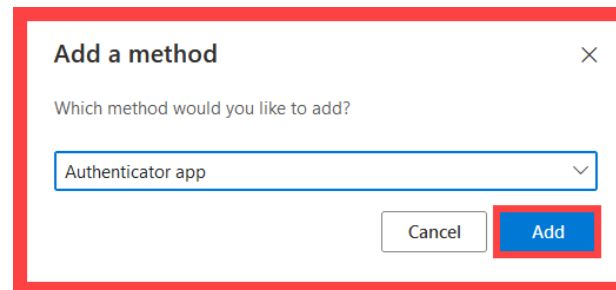 Add a method
Which method would you like to add?
Authenticator app
Cancel
Add